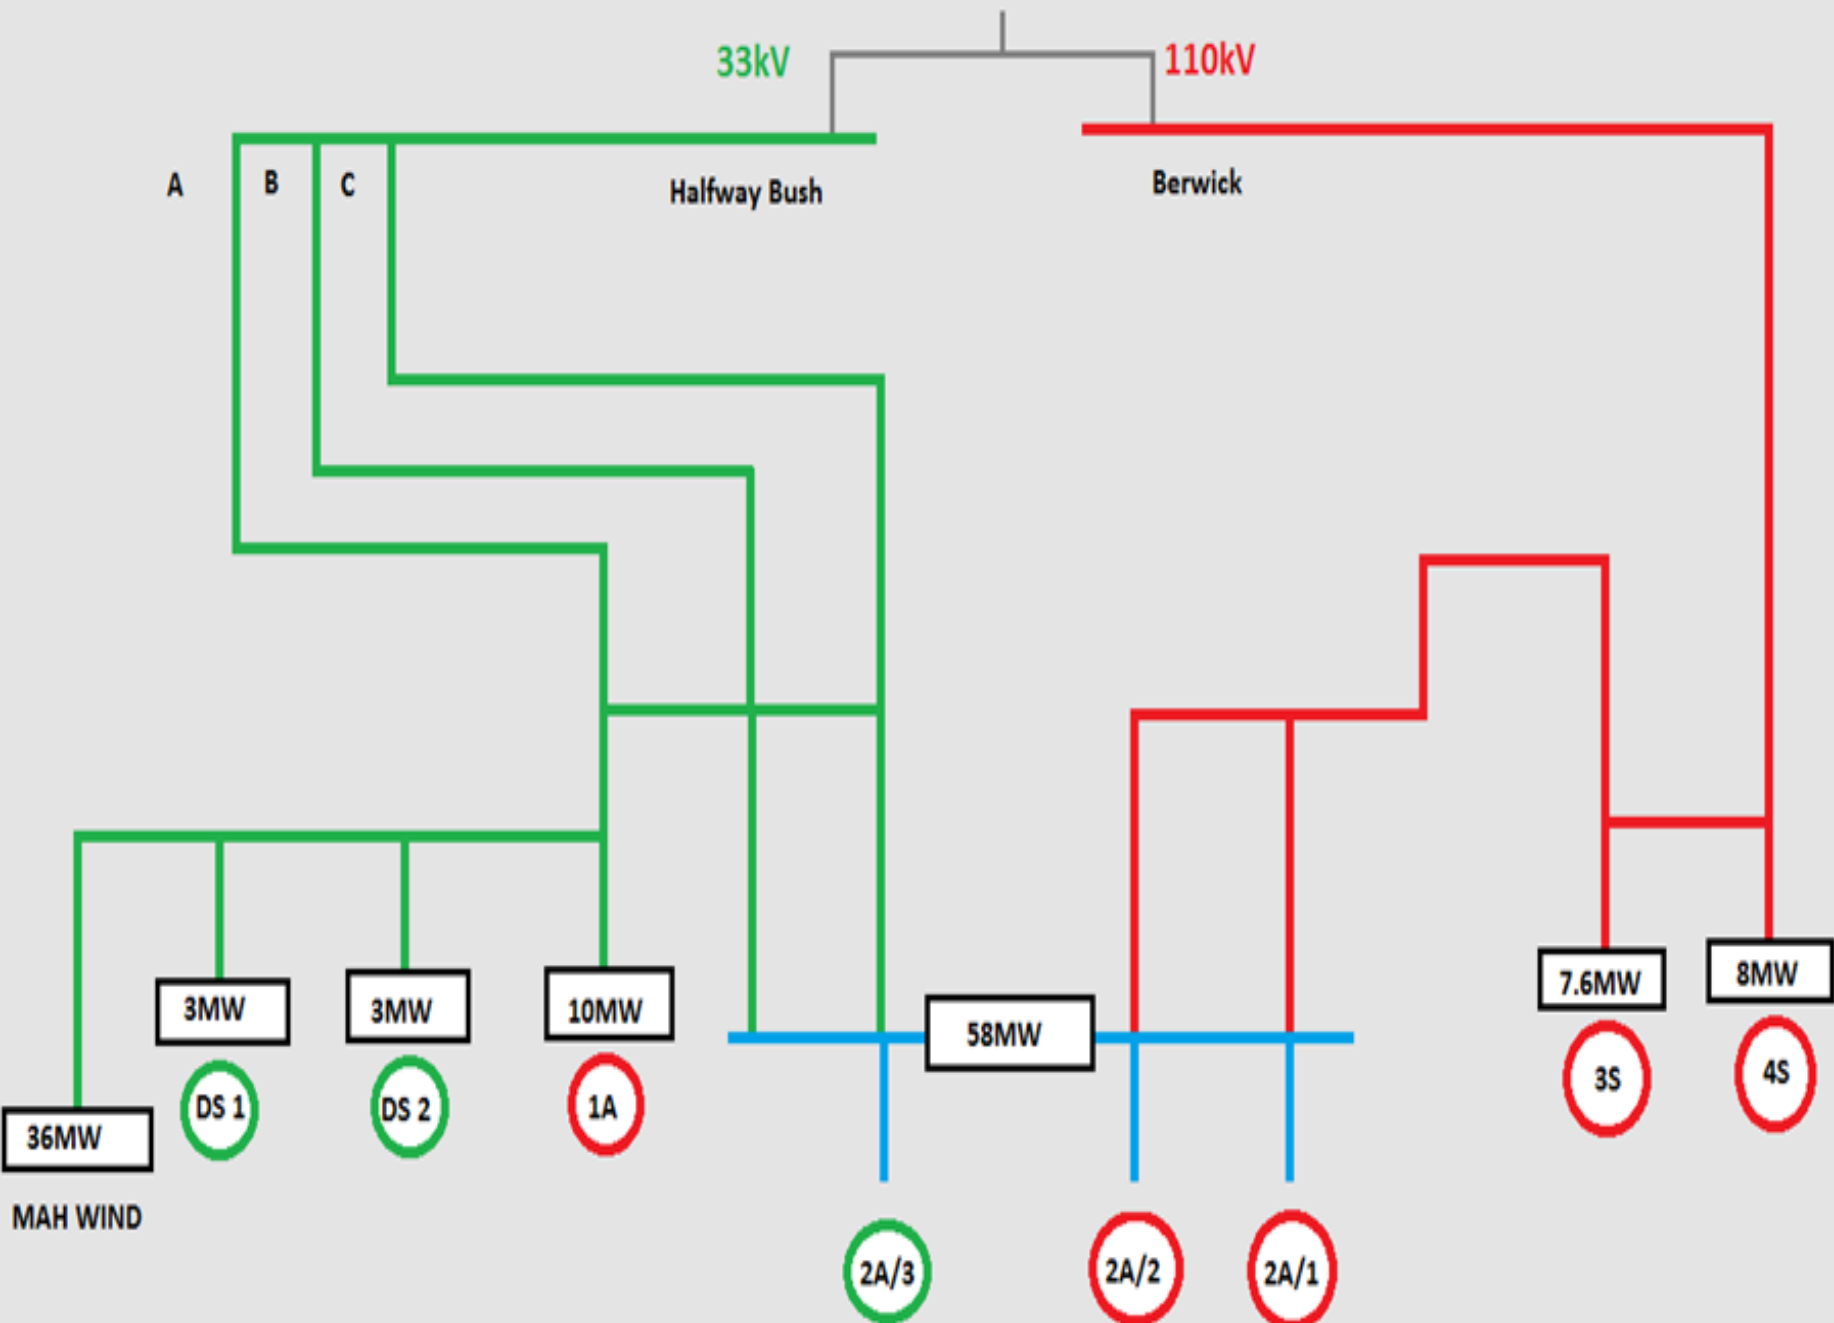 33kV
110kV
A
B
C
Halfway Bush
Berwick
3MW
3MW
10MW
58MW
7.6MW
8MW
DS 1
DS 2
1A
3S
4S
36MW
MAH WIND
2A/3
2A/2
2A/1